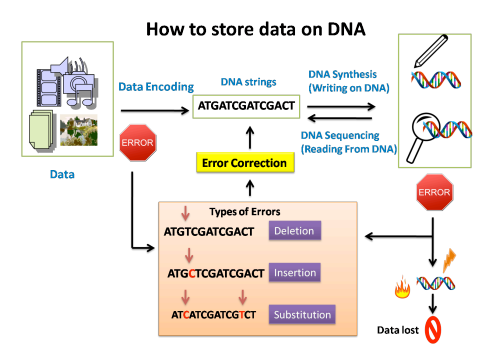 How to store data on DNA
Data Encoding
DNA strings
ATGATCGATCGACT
DNA Synthesis
(Writing on DNA)
DNA Sequencing
(Reading From DNA)
ERROR
Data
Error Correction
ERROR
Types of Errors
ATGTCGATCGACT
Deletion
ATGCTCGATCGACT
Insertion
ATCATCGATCGTCT
Substitution
Data lost